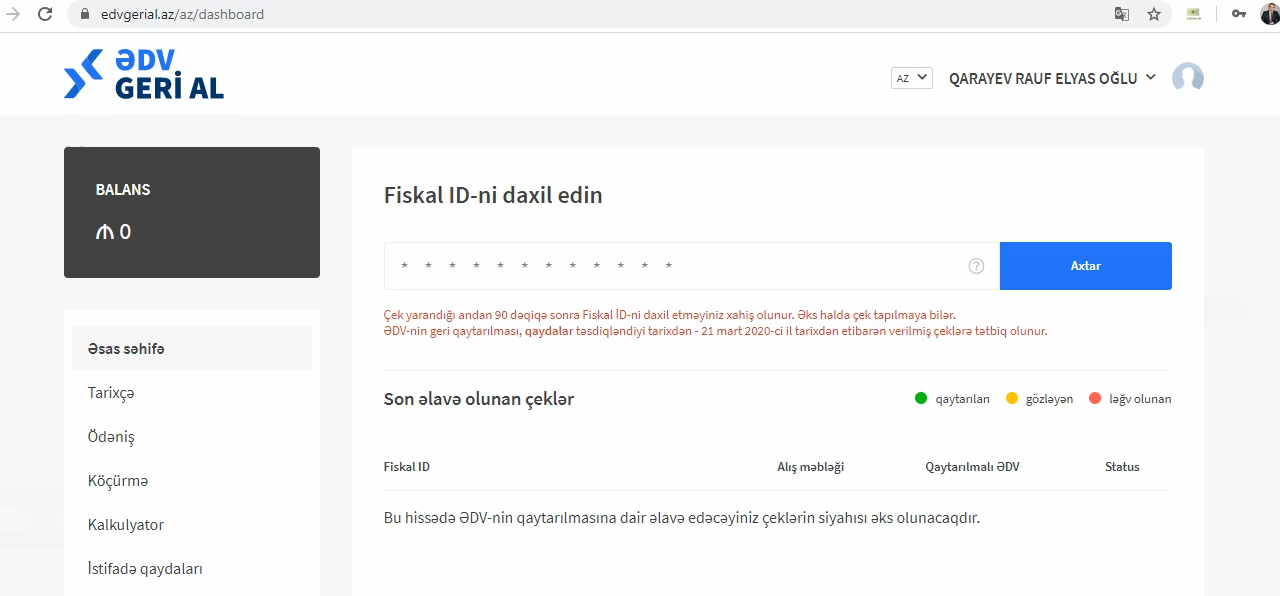 edvgerial.az/az/dashboard
ƏDV
GERİ AL
AZ
QARAYEV RAUF ELYAS OĞLU
BALANS
₼ 0
Əsas səhifə
Tarixçə
Ödəniş
Köçürmə
Kalkulyator
İstifadə qaydaları
Fiskal ID-ni daxil edin
* * * * * * * * * * * *
?
Axtar
Çek yarandığı andan 90 dəqiqə sonra Fiskal İD-ni daxil etməyiniz xahiş olunur. Əks halda çek tapılmaya bilər.
ƏDV-nin geri qaytarılması, qaydalar təsdiqləndiyi tarixdən - 21 mart 2020-ci il tarixdən etibarən verilmiş çeklərə tətbiq olunur.
Son əlavə olunan çeklər
qaytarılan
gözləyən
ləğv olunan
Fiskal ID Alış məbləği Qaytarılmalı ƏDV Status
Bu hissədə ƏDV-nin qaytarılmasına dair əlavə edəcəyiniz çeklərin siyahısı əks olunacaqdır.